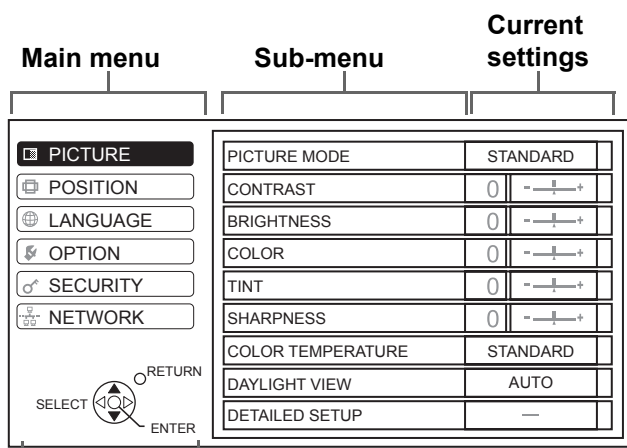 Main menu
Sub-menu
Current
settings
PICTURE
POSITION
LANGUAGE
OPTION
SECURITY
NETWORK
RETURN
SELECT
ENTER
PICTURE MODE STANDARD
CONTRAST 0 - +
BRIGHTNESS 0 - +
COLOR 0 - +
TINT 0 - +
SHARPNESS 0 - +
COLOR TEMPERATURE STANDARD
DAYLIGHT VIEW AUTO
DETAILED SETUP —